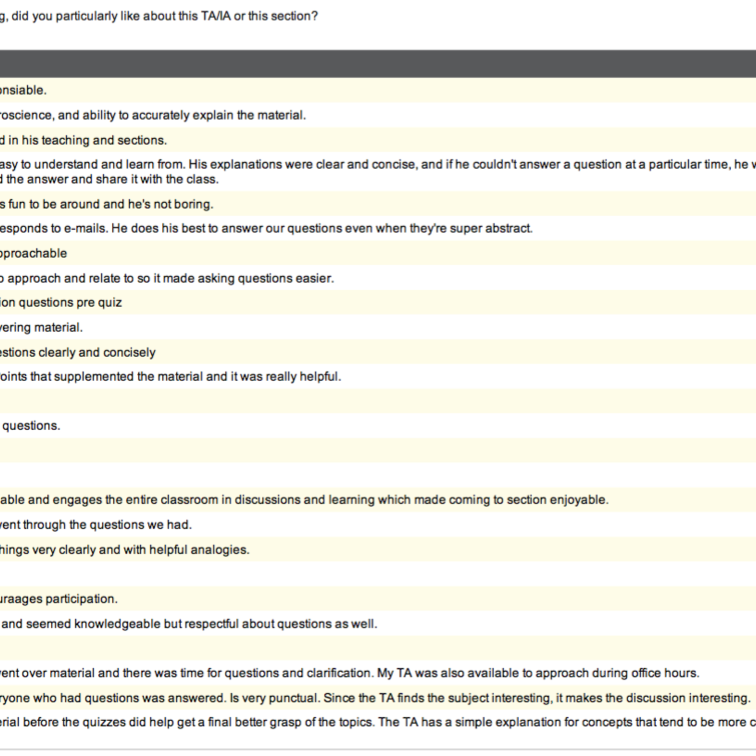 g, did you particularly like about this TA/IA or this section?
onsiable.
roscience, and ability to accurately explain the material.
d in his teaching and sections.
asy to understand and learn from. His explanations were clear and concise, and if he couldn't answer a question at a particular time, he w
d the answer and share it with the class.
s fun to be around and he's not boring.
esponds to e-mails. He does his best to answer our questions even when they're super abstract.
pproachable
o approach and relate to so it made asking questions easier.
ion questions pre quiz
vering material.
estions clearly and concisely
oints that supplemented the material and it was really helpful.
questions.
able and engages the entire classroom in discussions and learning which made coming to section enjoyable.
vent through the questions we had.
hings very clearly and with helpful analogies.
uraages participation.
and seemed knowledgeable but respectful about questions as well.
vent over material and there was time for questions and clarification. My TA was also available to approach during office hours.
ryone who had questions was answered. Is very punctual. Since the TA finds the subject interesting, it makes the discussion interesting.
erial before the quizzes did help get a final better grasp of the topics. The TA has a simple explanation for concepts that tend to be more c